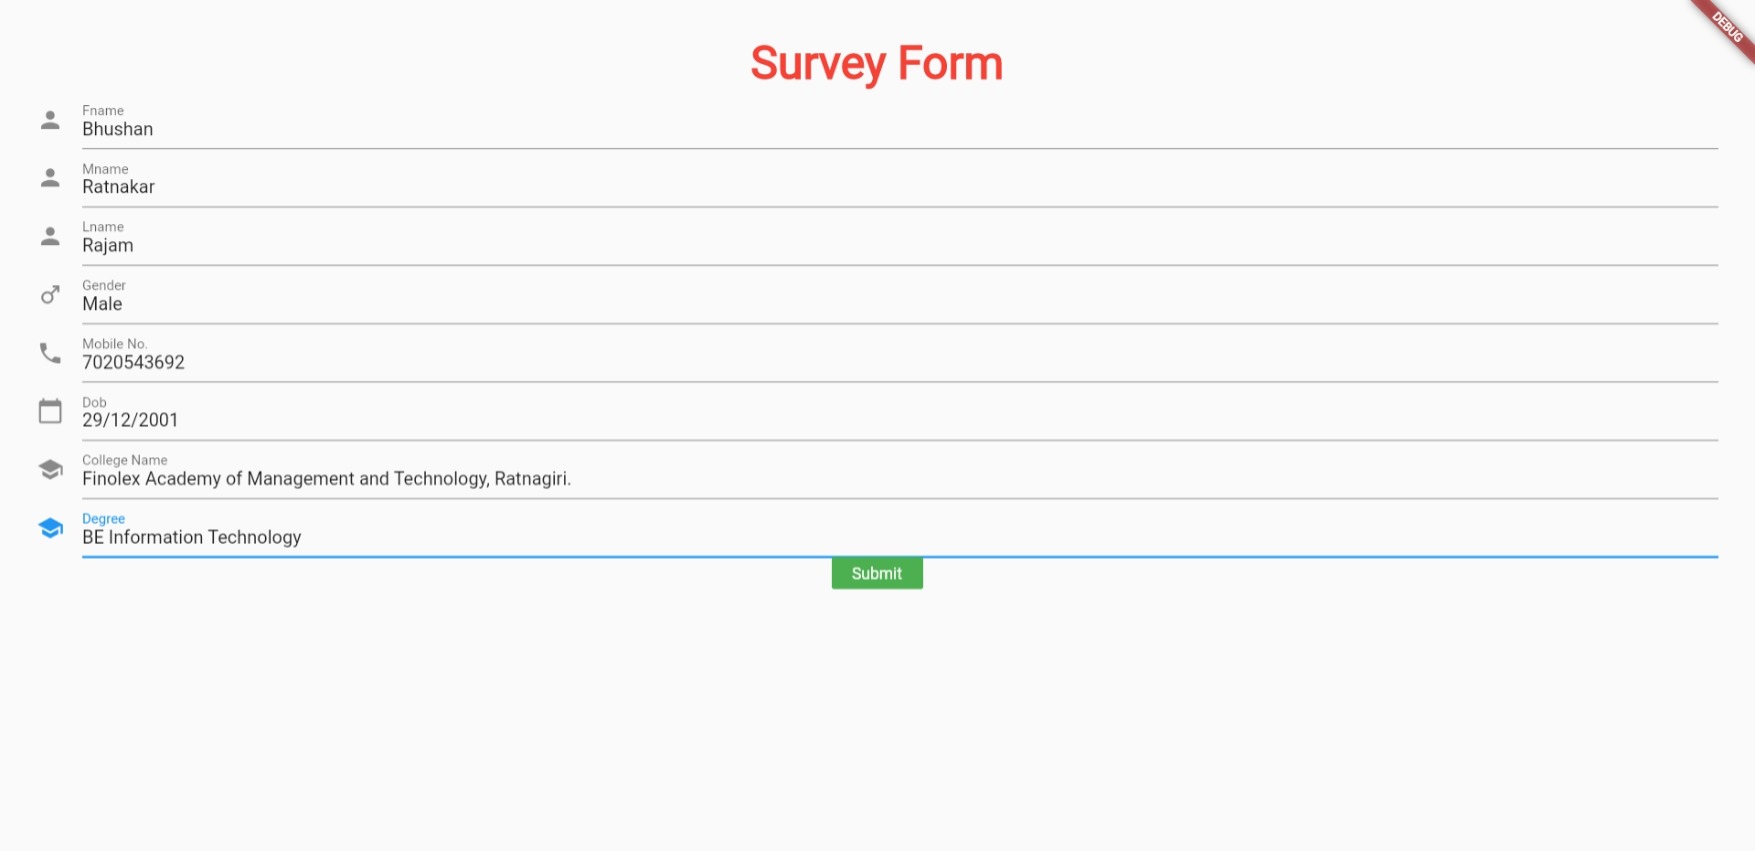 DEBUG
Survey Form
Fname
Bhushan
Mname
Ratnakar
Lname
Rajam
Gender
Male
Mobile No.
7020543692
Dob
29/12/2001
College Name
Finolex Academy of Management and Technology, Ratnagiri.
Degree
BE Information Technology
Submit